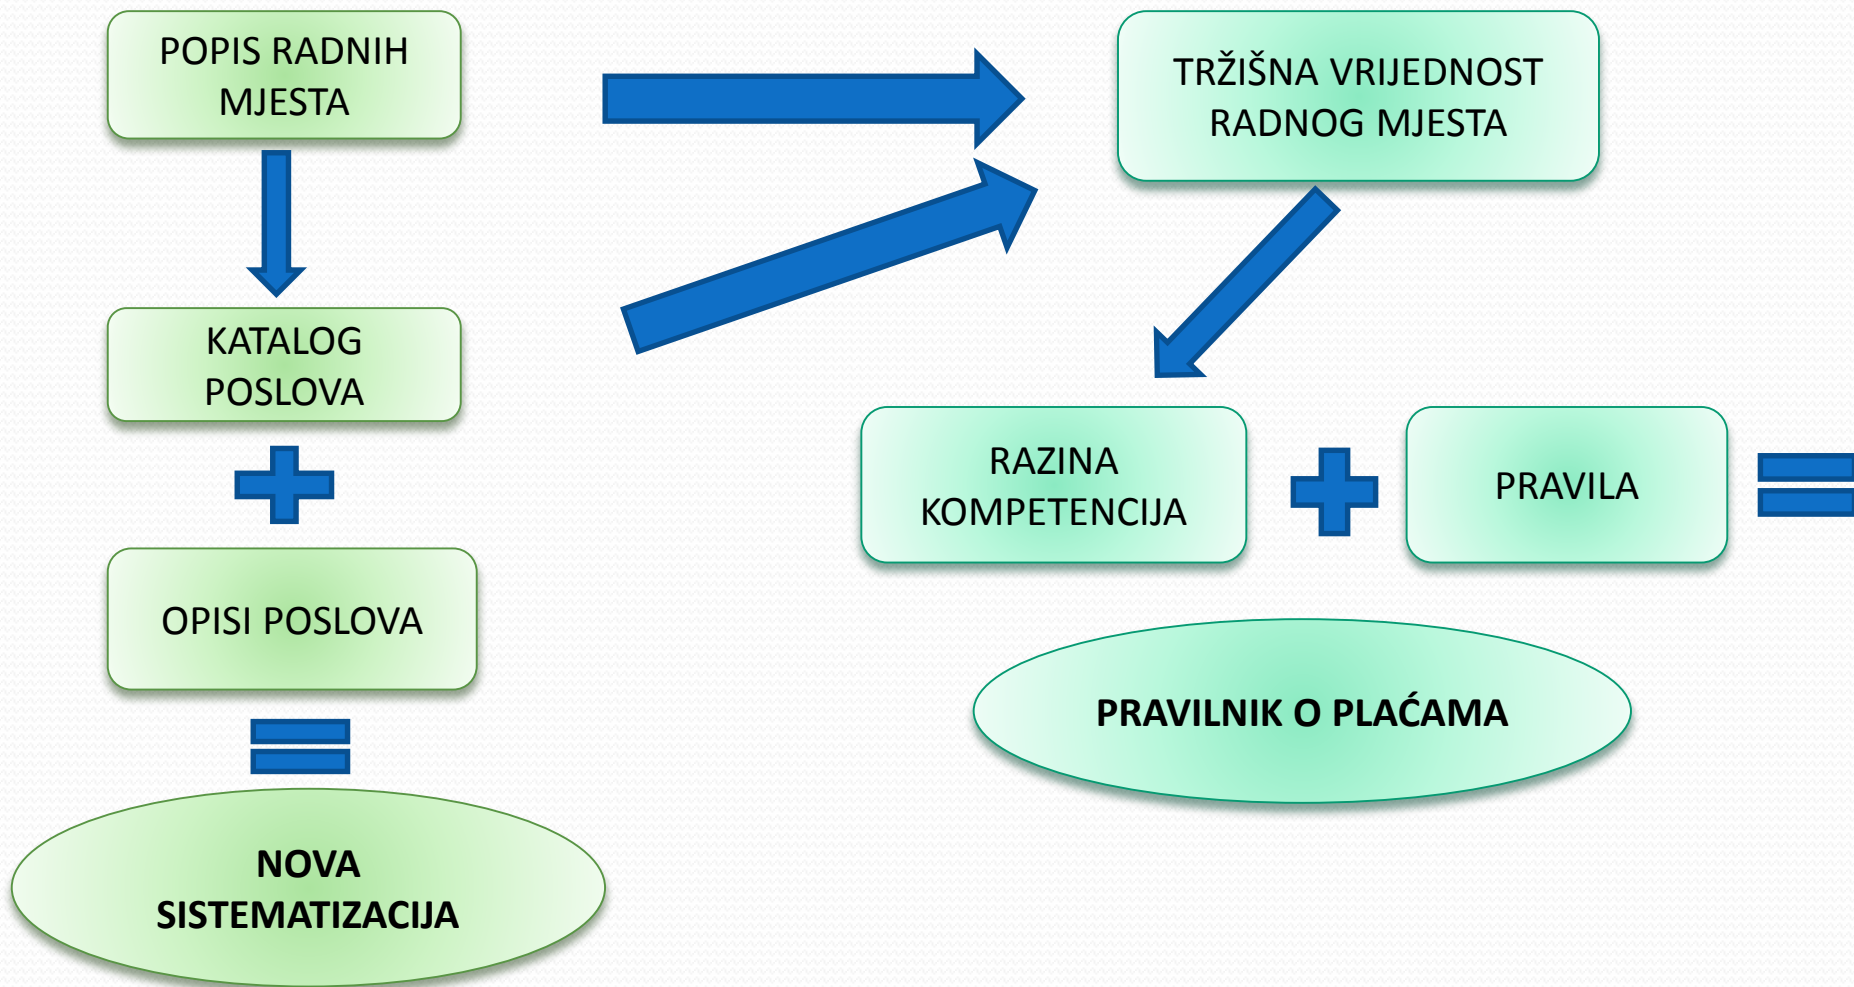 POPIS RADNIH
MJESTA
KATALOG
POSLOVA
OPISI POSLOVA
NOVA
SISTEMATIZACIJA
TRŽIŠNA VRIJEDNOST
RADNOG MJESTA
RAZINA
KOMPETENCIJA
PRAVILA
PRAVILNIK O PLAĆAMA